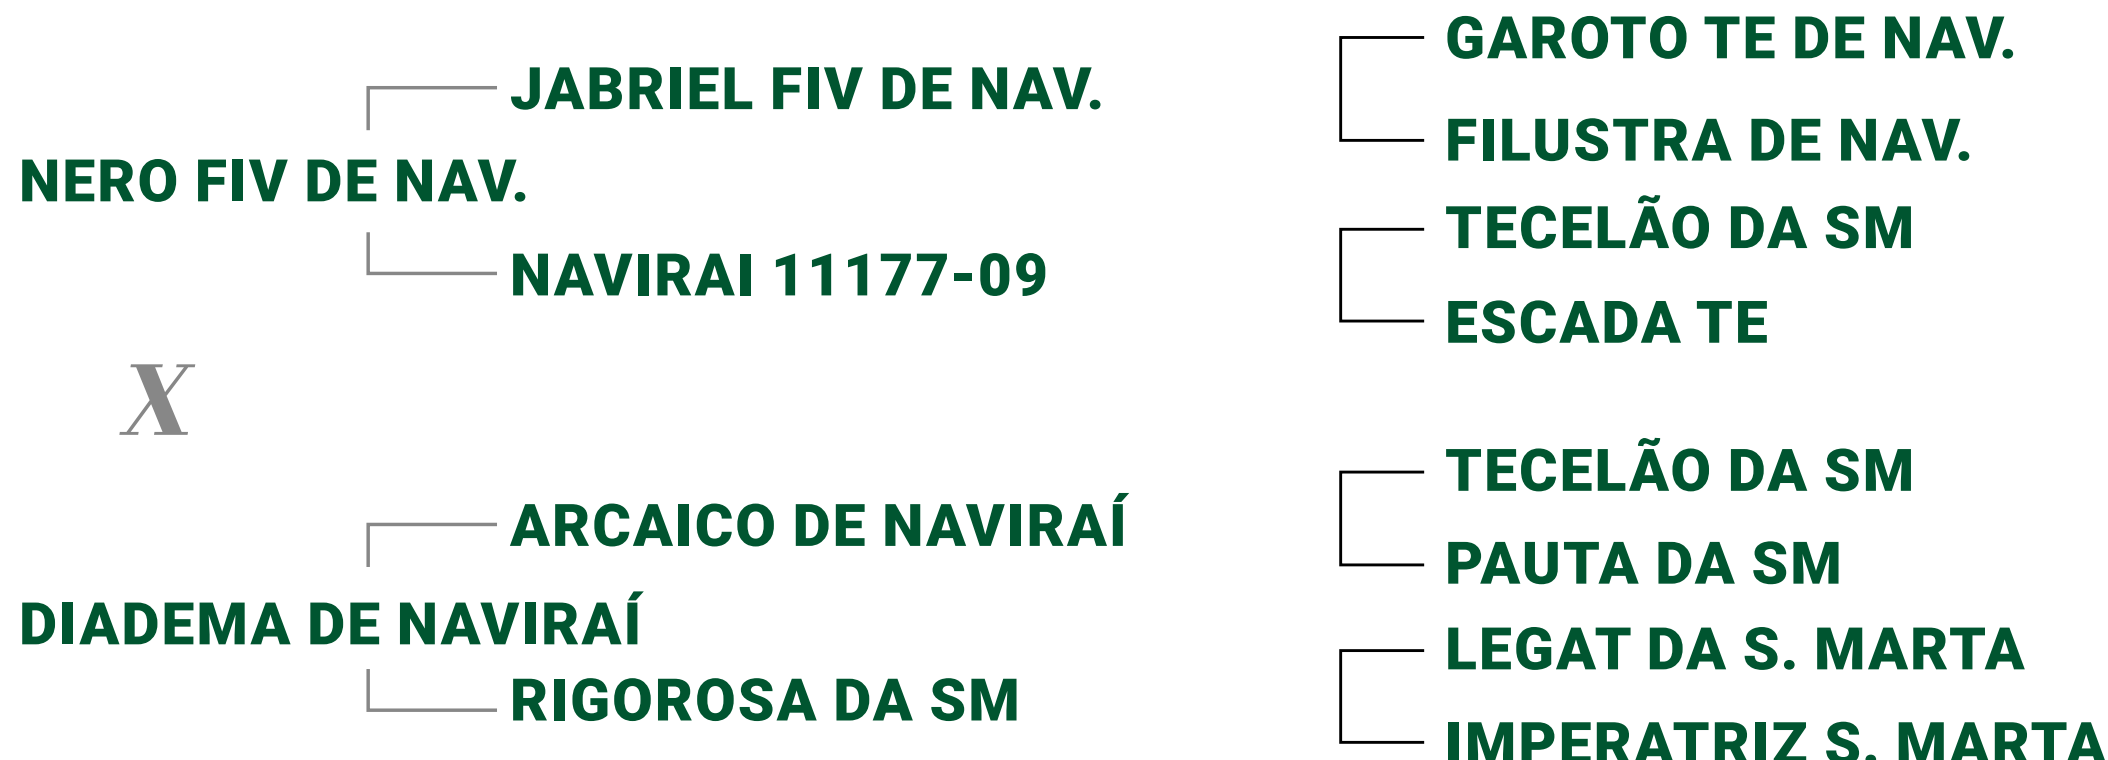 GAROTO TE DE NAV.
JABRIEL FIV DE NAV.
FILUSTRA DE NAV.
NERO FIV DE NAV.
TECELÃO DA SM
NAVIRAI 11177-09
ESCADA TE
X
TECELÃO DA SM
ARCAICO DE NAVIRAÍ
PAUTA DA SM
DIADEMA DE NAVIRAÍ
LEGAT DA S. MARTA
RIGOROSA DA SM
IMPERATRIZ S. MARTA